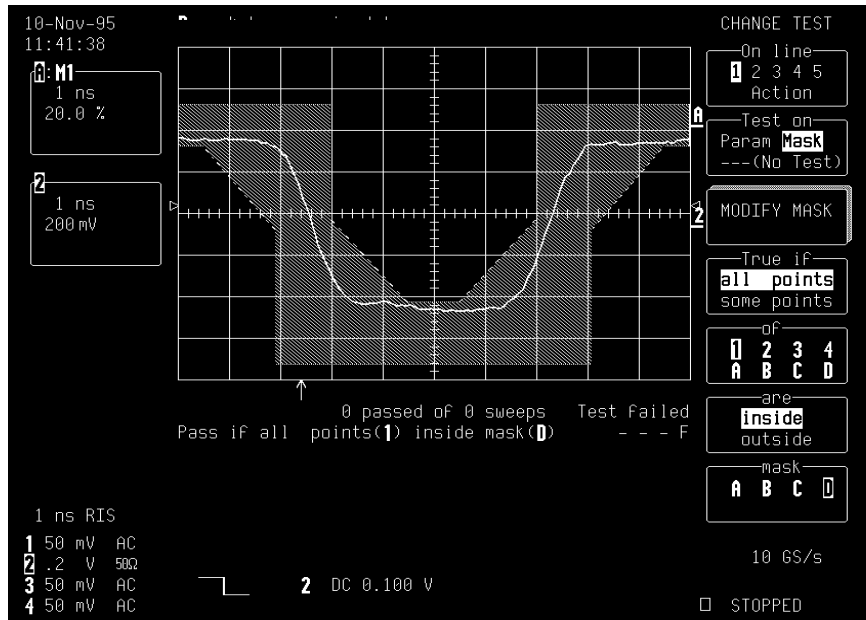 10-Nov-95
11:41:38
A:M1
1 ns
20.0 %
2
1 ns
200 mV
A
2
CHANGE TEST
On line
1 2 3 4 5
Action
Test on
Param Mask
---(No Test)
MODIFY MASK
True if
all points
some points
of
1 2 3 4
A B C D
are
inside
outside
mask
A B C D
0 passed of 0 sweeps Test Failed
Pass if all points(1) inside mask(D) - - - F
1 ns RIS
1 50 mV AC
2 .2 V 50Ω
3 50 mV AC
4 50 mV AC
2 DC 0.100 V
10 GS/s
STOPPED